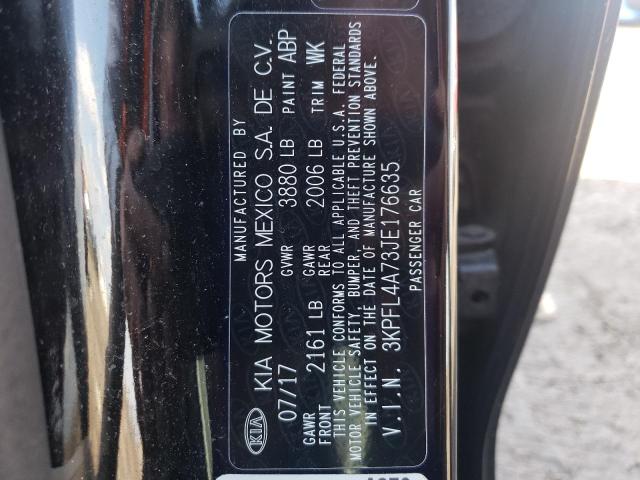 MANUFACTURED BY
KIA KIA MOTORS MEXICO S.A. DE C.V.
07/17 GVWR 3880 LB PAINT ABP
GAWR FRONT 2161 LB GAWR REAR 2006 LB TRIM WK
THIS VEHICLE CONFORMS TO ALL APPLICABLE U.S.A. FEDERAL
MOTOR VEHICLE SAFETY, BUMPER, AND THEFT PREVENTION STANDARDS
IN EFFECT ON THE DATE OF MANUFACTURE SHOWN ABOVE.
V.I.N. 3KPFL4A73JE176635
PASSENGER CAR